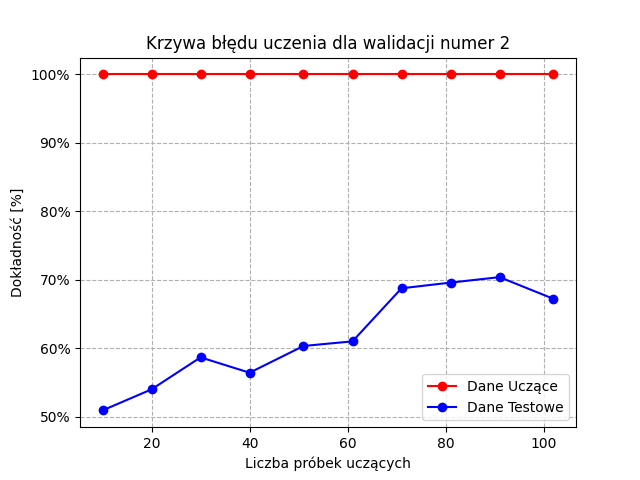 Krzywa błędu uczenia dla walidacji numer 2
100%
90%
80%
70%
60%
50%
Dokładność [%]
20
40
60
80
100
Liczba próbek uczących
Dane Uczące
Dane Testowe